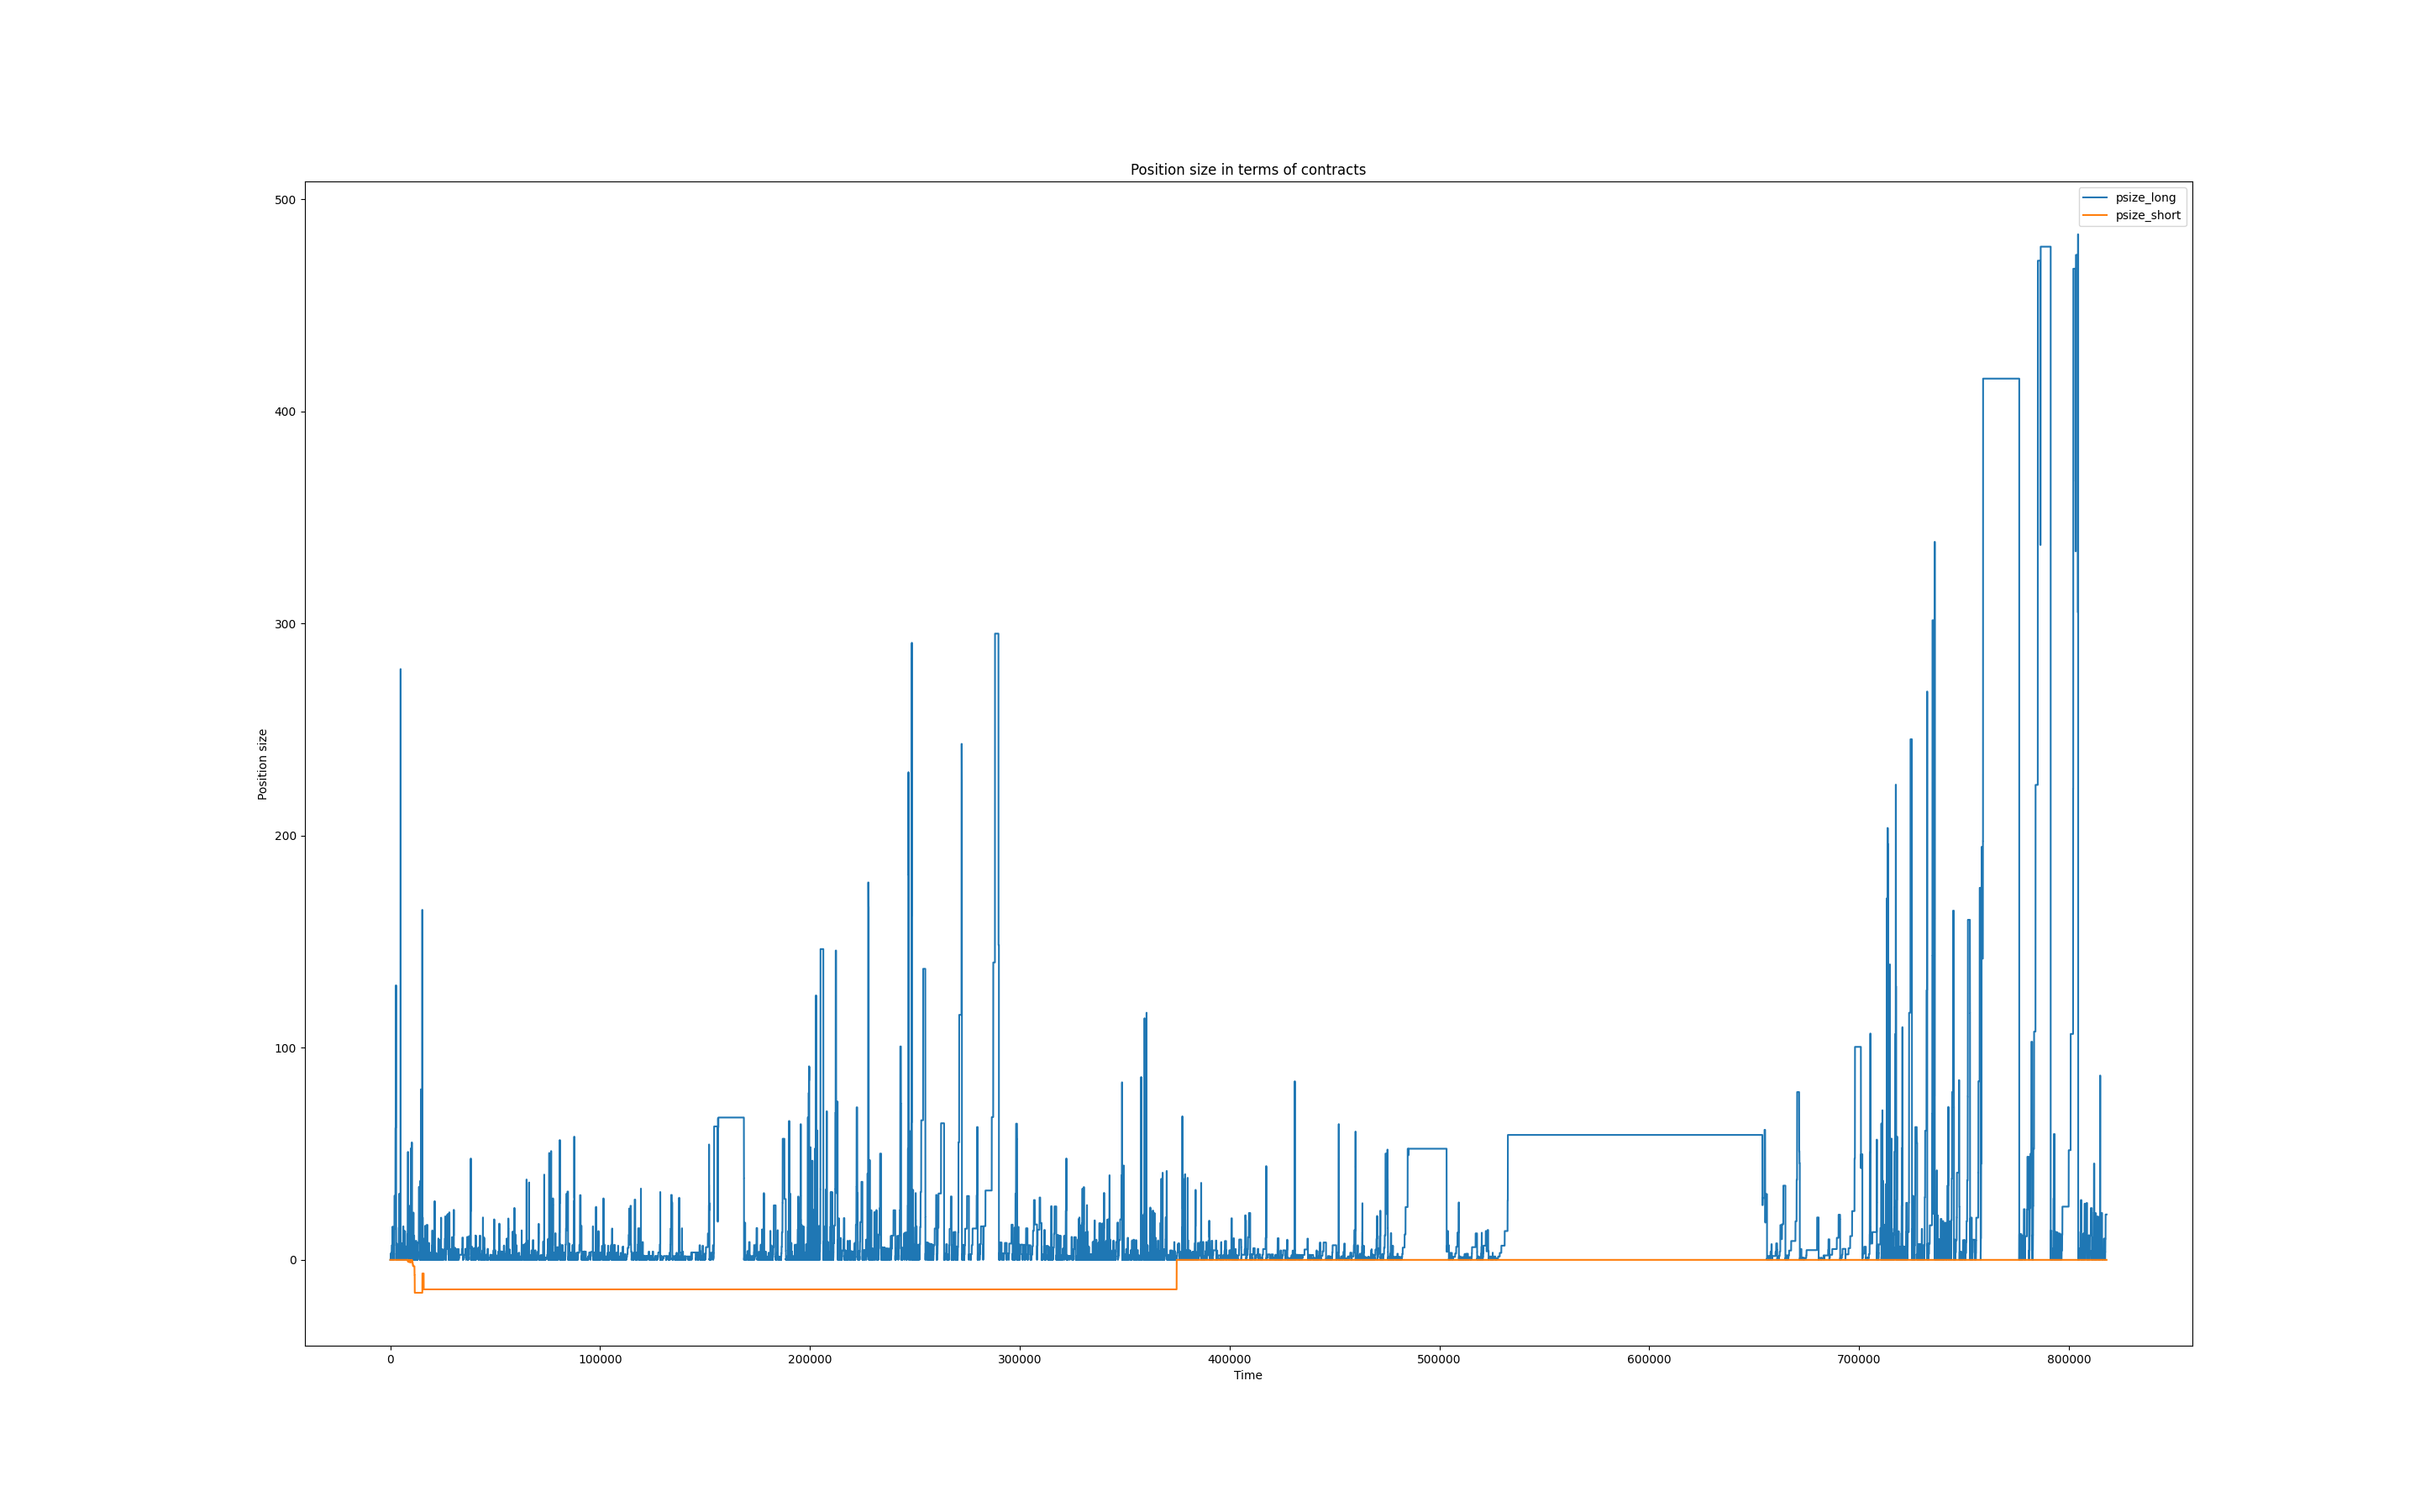 Position size in terms of contracts
psize_long
psize_short
500
400
300
200
100
0
Position size
0 100000 200000 300000 400000 500000 600000 700000 800000
Time